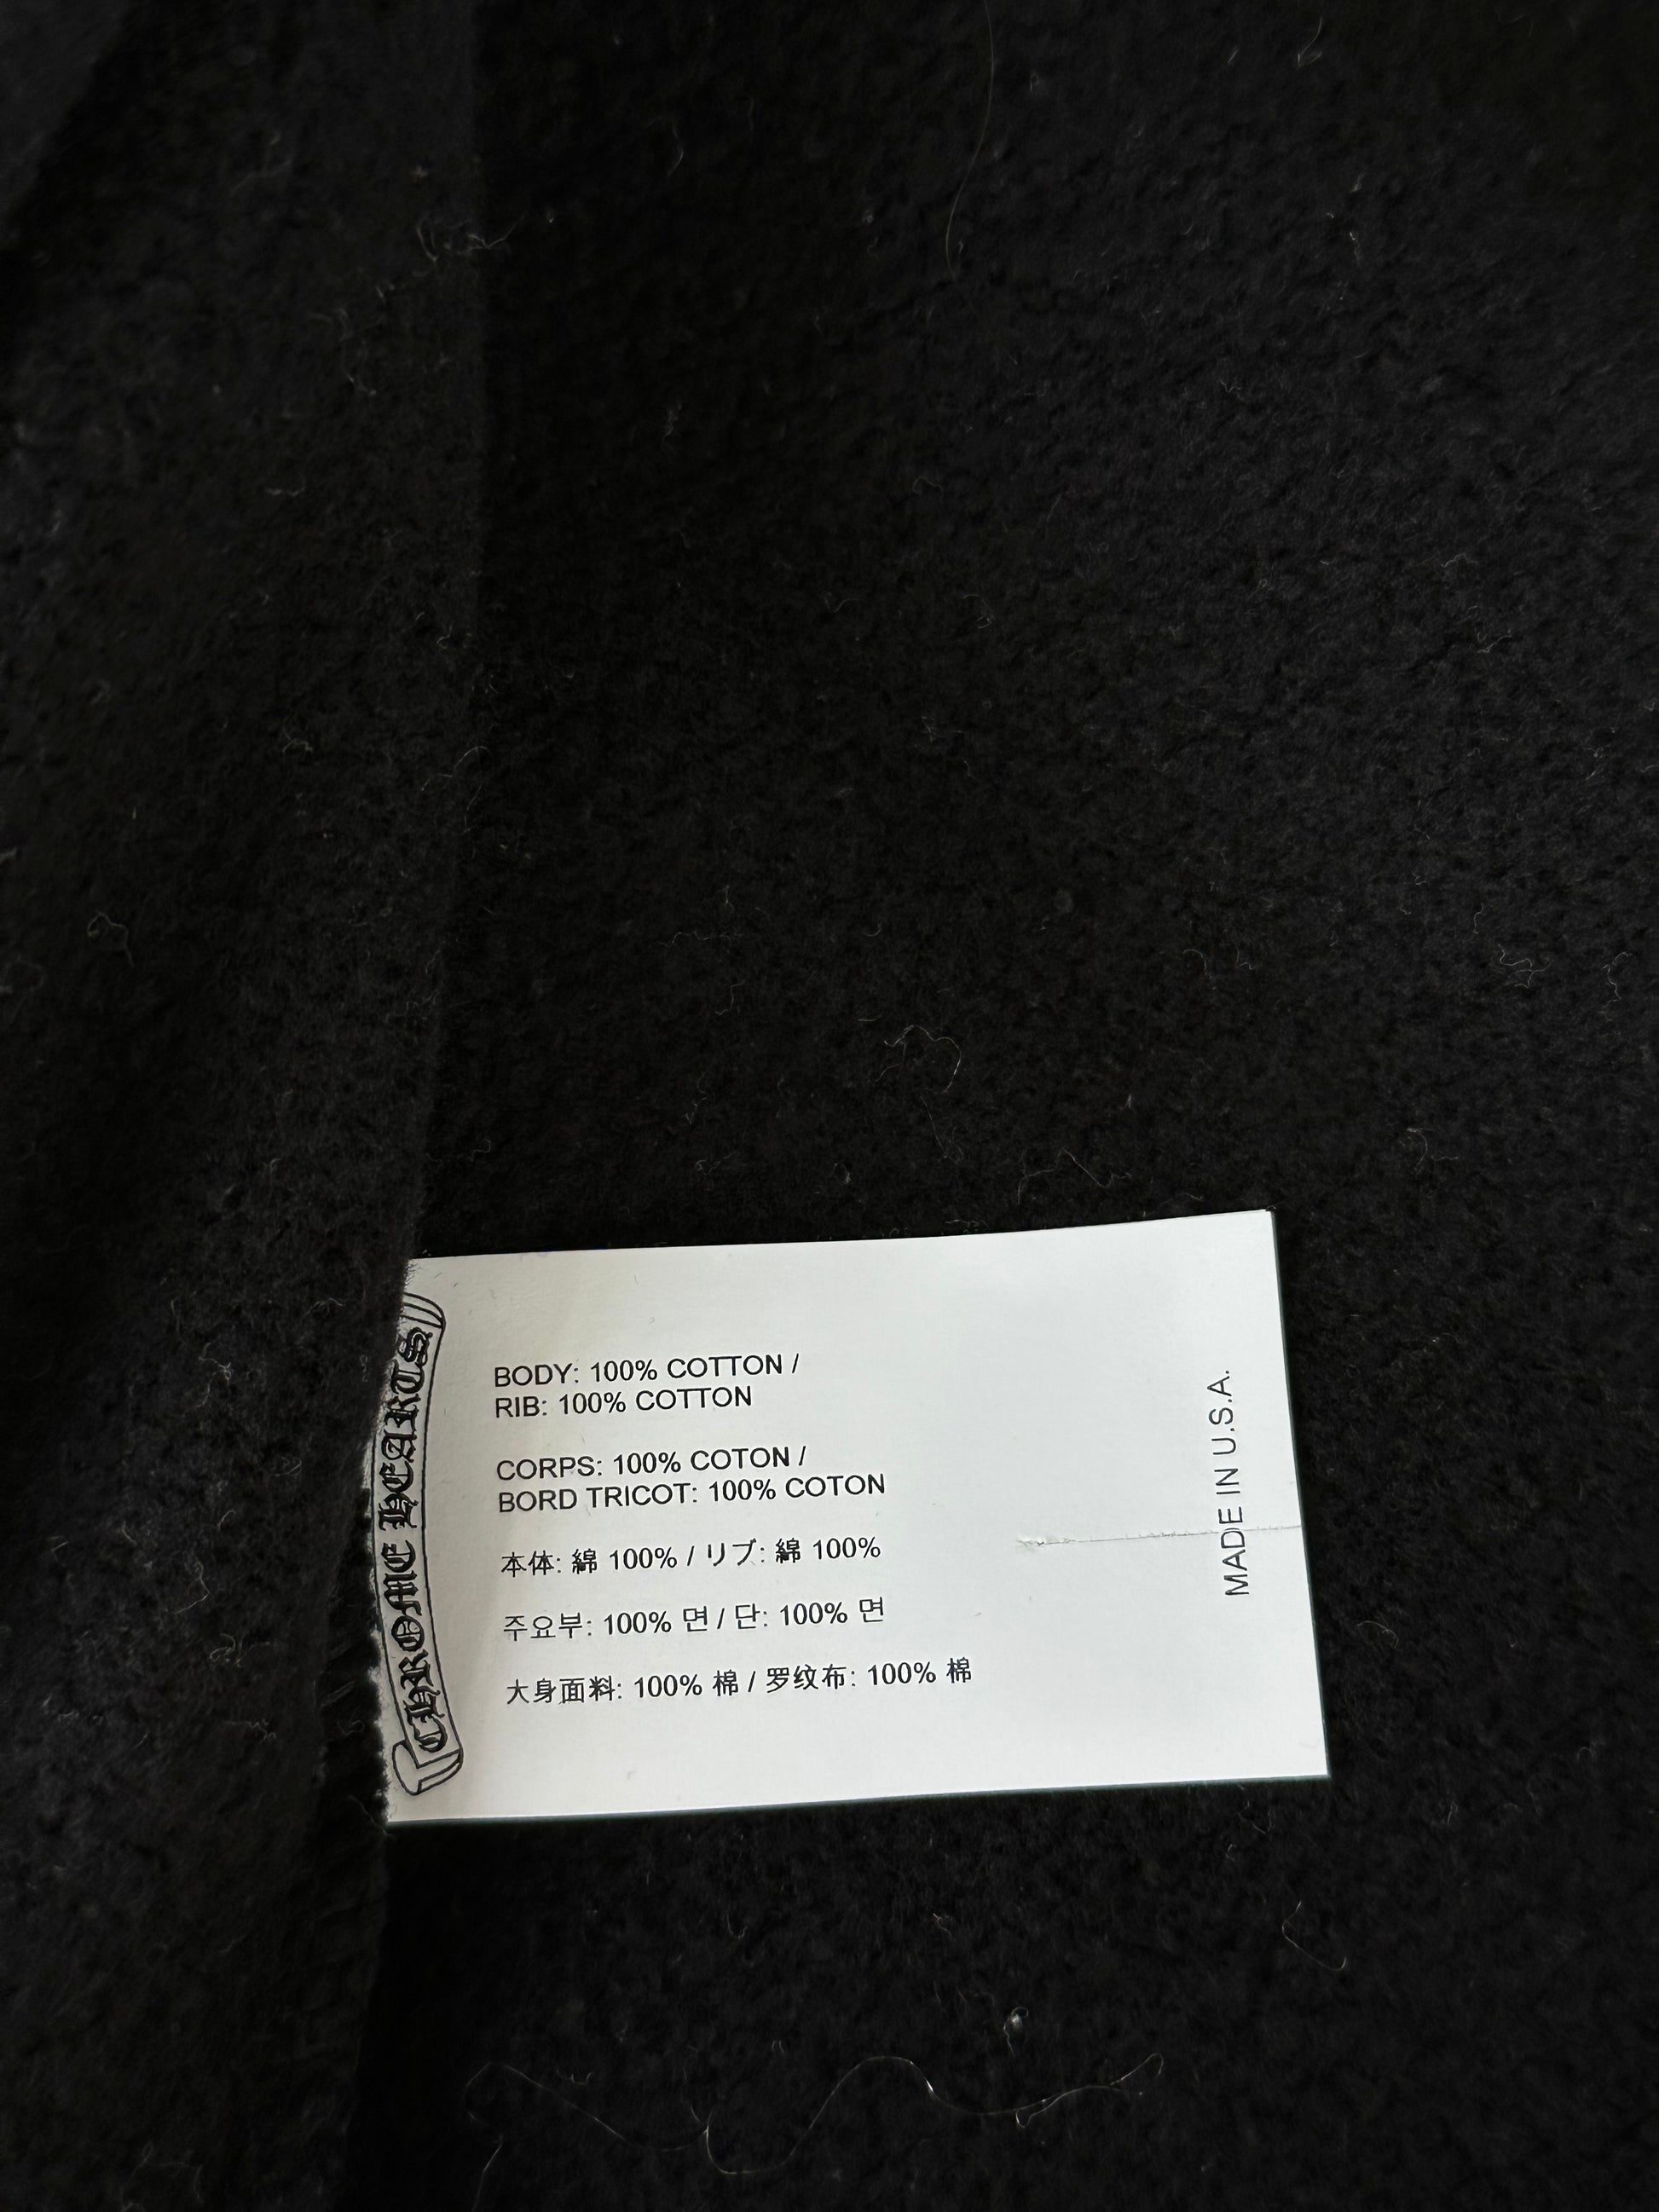 CHROME HEARTS
BODY: 100% COTTON /
RIB: 100% COTTON
CORPS: 100% COTON /
BORD TRICOT: 100% COTON
本体: 綿 100% / リブ: 綿 100%
주요부: 100% 면 / 단: 100% 면
大身面料: 100% 棉 / 罗纹布: 100% 棉
MADE IN U.S.A.